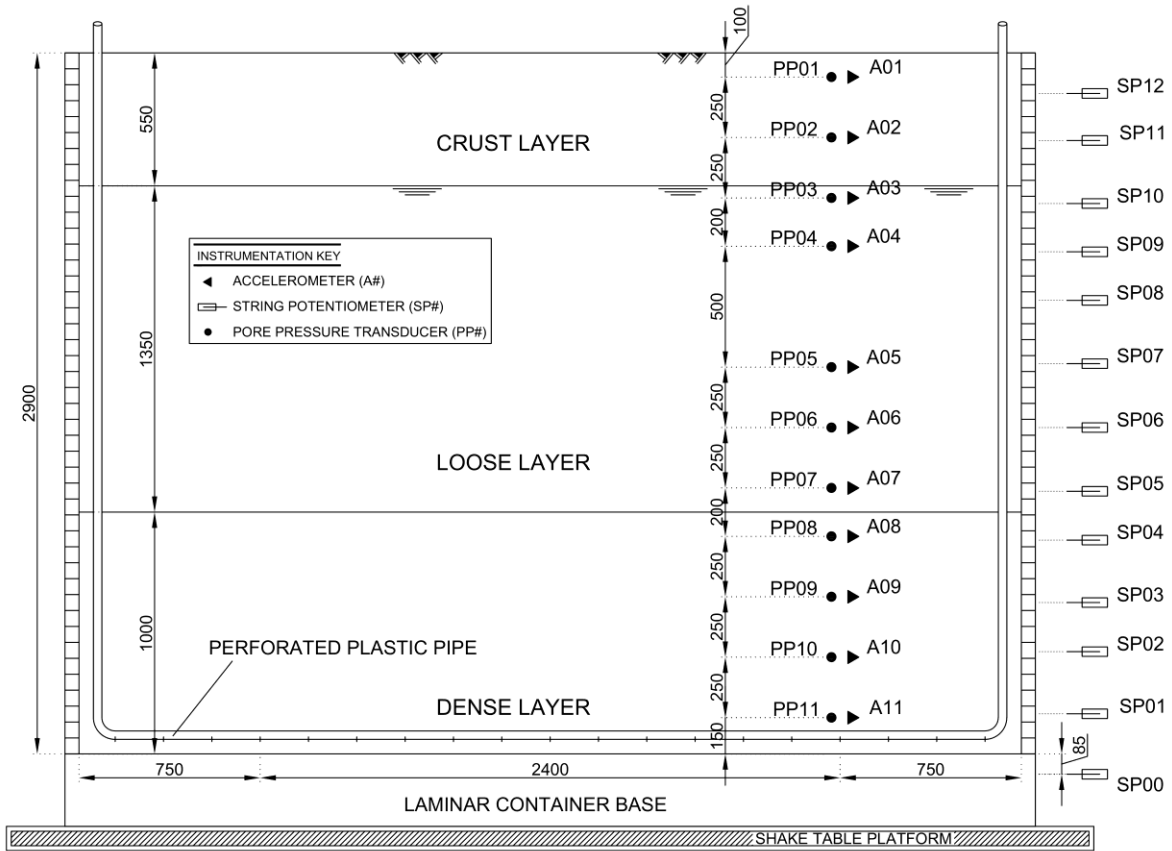 100
PP01 A01
SP12
250
550
PP02 A02
SP11
CRUST LAYER
250
PP03 A03
SP10
200
PP04 A04
SP09
INSTRUMENTATION KEY
ACCELEROMETER (A#)
STRING POTENTIOMETER (SP#)
PORE PRESSURE TRANSDUCER (PP#)
500
SP08
1350
PP05 A05
SP07
2900
250
PP06 A06
SP06
LOOSE LAYER
250
PP07 A07
SP05
200
PP08 A08
SP04
250
PP09 A09
SP03
1000
250
PERFORATED PLASTIC PIPE
PP10 A10
SP02
250
DENSE LAYER
PP11 A11
SP01
150
85
750 2400 750
SP00
LAMINAR CONTAINER BASE
SHAKE TABLE PLATFORM